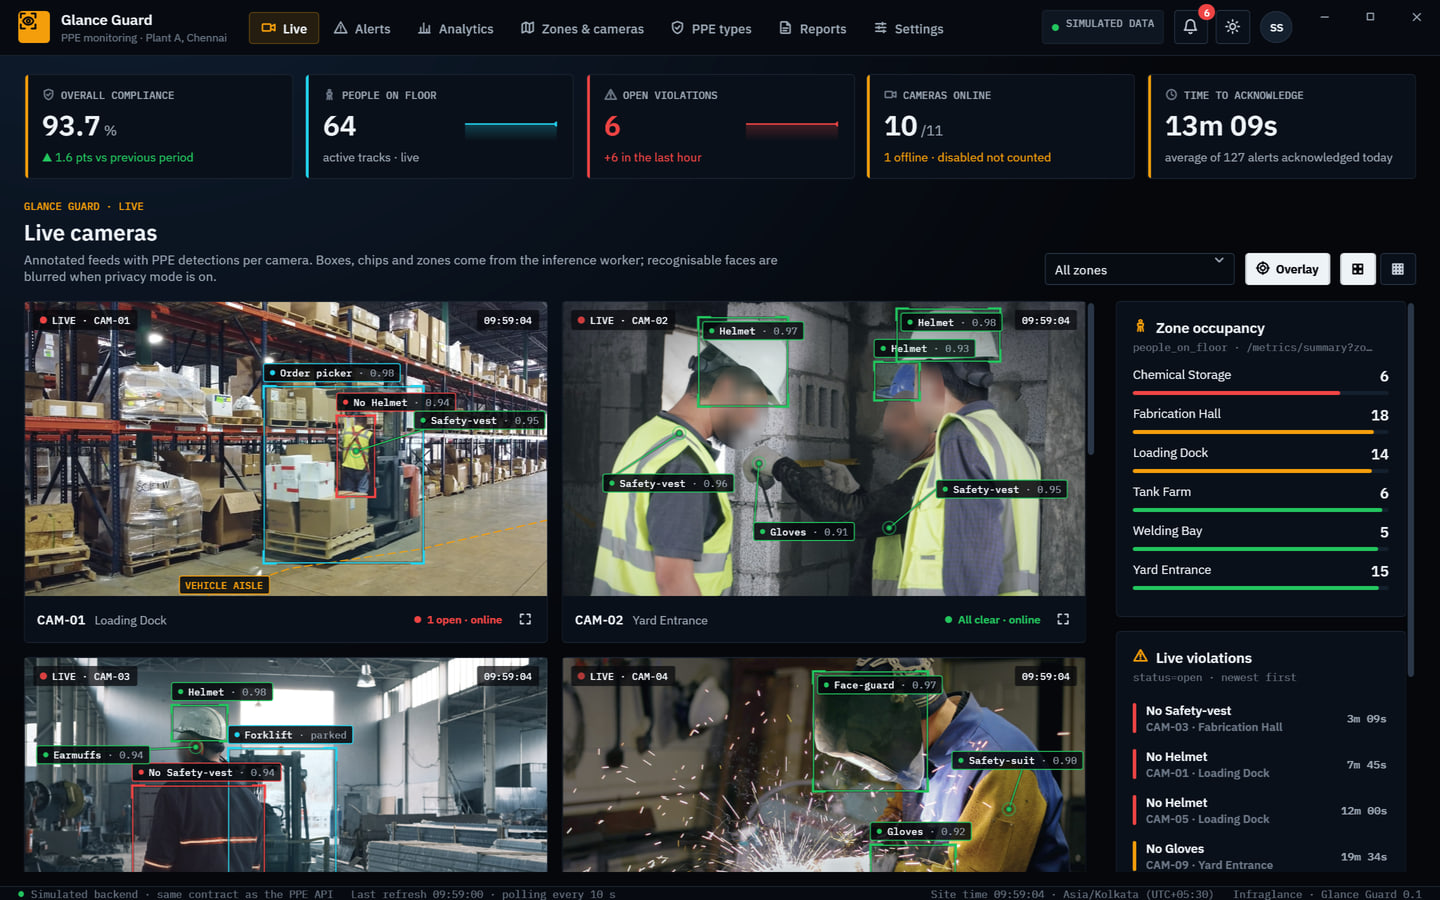 Glance Guard
PPE monitoring · Plant A, Chennai
Live
Alerts
Analytics
Zones & cameras
PPE types
Reports
Settings
SIMULATED DATA
6
SS
OVERALL COMPLIANCE
93.7 %
▲ 1.6 pts vs previous period
PEOPLE ON FLOOR
64
active tracks · live
OPEN VIOLATIONS
6
+6 in the last hour
CAMERAS ONLINE
10 /11
1 offline · disabled not counted
TIME TO ACKNOWLEDGE
13m 09s
average of 127 alerts acknowledged today
GLANCE GUARD · LIVE
Live cameras
Annotated feeds with PPE detections per camera. Boxes, chips and zones come from the inference worker; recognisable faces are
blurred when privacy mode is on.
All zones
Overlay
LIVE · CAM-01
09:59:04
Order picker · 0.98
No Helmet · 0.94
Safety-vest · 0.95
VEHICLE AISLE
CAM-01 Loading Dock
1 open · online
LIVE · CAM-02
09:59:04
Helmet · 0.97
Helmet · 0.98
Helmet · 0.93
Safety-vest · 0.96
Safety-vest · 0.95
Gloves · 0.91
CAM-02 Yard Entrance
All clear · online
LIVE · CAM-03
09:59:04
Helmet · 0.98
Forklift · parked
Earmuffs · 0.94
No Safety-vest · 0.94
LIVE · CAM-04
09:59:04
Face-guard · 0.97
Safety-suit · 0.90
Gloves · 0.92
Zone occupancy
people_on_floor · /metrics/summary?zo…
Chemical Storage 6
Fabrication Hall 18
Loading Dock 14
Tank Farm 6
Welding Bay 5
Yard Entrance 15
Live violations
status=open · newest first
No Safety-vest
CAM-03 · Fabrication Hall
3m 09s
No Helmet
CAM-01 · Loading Dock
7m 45s
No Helmet
CAM-05 · Loading Dock
12m 00s
No Gloves
CAM-09 · Yard Entrance
19m 34s
Simulated backend · same contract as the PPE API
Last refresh 09:59:00 · polling every 10 s
Site time 09:59:04 · Asia/Kolkata (UTC+05:30)
Infraglance · Glance Guard 0.1